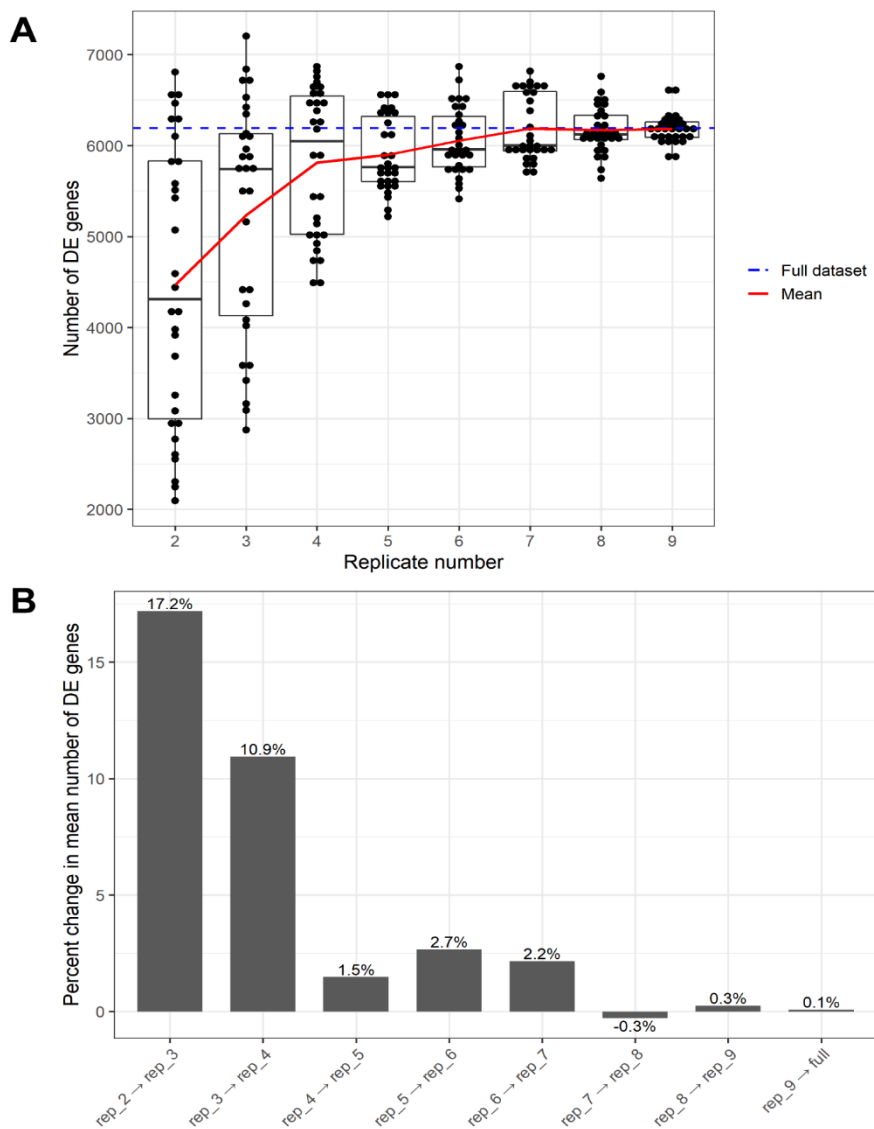 A
Number of DE genes
7000
6000
5000
4000
3000
2000
2 3 4 5 6 7 8 9
Replicate number
Full dataset
Mean
B
Percent change in mean number of DE genes
15
10
5
0
17.2%
10.9%
1.5%
2.7%
2.2%
-0.3%
0.3%
0.1%
rep_2 → rep_3
rep_3 → rep_4
rep_4 → rep_5
rep_5 → rep_6
rep_6 → rep_7
rep_7 → rep_8
rep_8 → rep_9
rep_9 → full